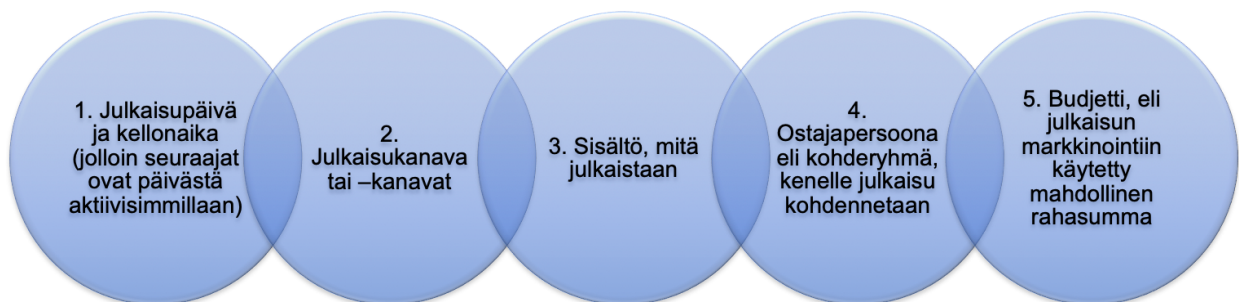 1. Julkaisupäivä
ja kellonaika
(jolloin seuraajat
ovat päivästä
aktiivisimmillaan)
2.
Julkaisukanava
tai –kanavat
3. Sisältö, mitä
julkaistaan
4.
Ostajapersoona
eli kohderyhmä,
kenelle julkaisu
kohdennetaan
5. Budjetti, eli
julkaisun
markkinointiin
käytetty
mahdollinen
rahasumma